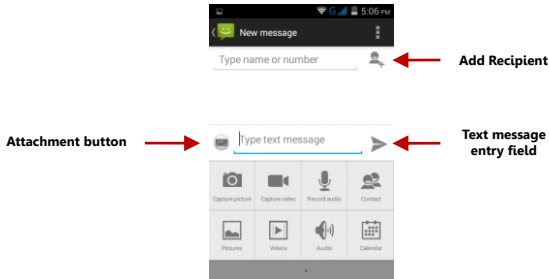 G 5:06 PM
New message
Type name or number
Add Recipient
Attachment button
Type text message
Text message
entry field
Capture picture Capture video Record audio Contact
Pictures Videos Audio Calendar